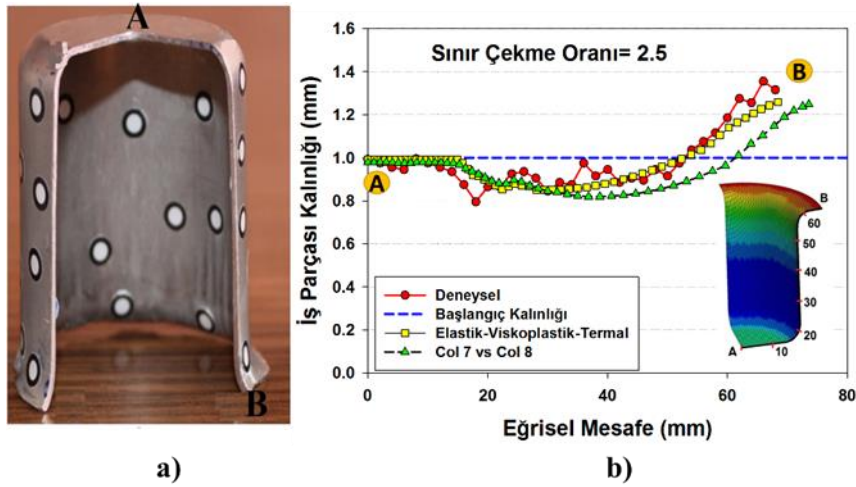 A
B
a)
Sınır Çekme Oranı= 2.5
İş Parçası Kalınlığı (mm)
1.6
1.4
1.2
1.0
0.8
0.6
0.4
0.2
0.0
A
B
Deneysel
Başlangıç Kalınlığı
Elastik-Viskoplastik-Termal
Col 7 vs Col 8
B
60
50
40
30
20
10
A
0 20 40 60 80
Eğrisel Mesafe (mm)
b)